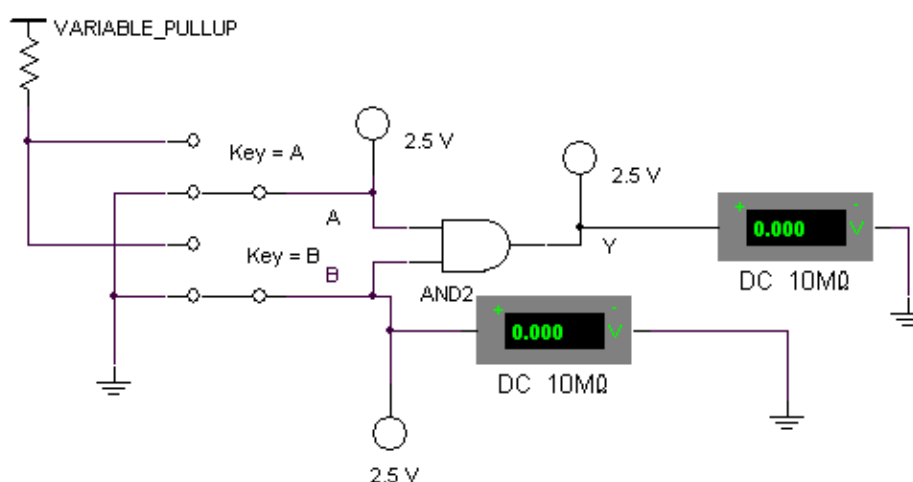 VARIABLE_PULLUP
Key = A
2.5 V
2.5 V
A
+ - 0.000 V
Y
DC 10MΩ
Key = B
B
AND2
+ - 0.000 V
DC 10MΩ
2.5 V